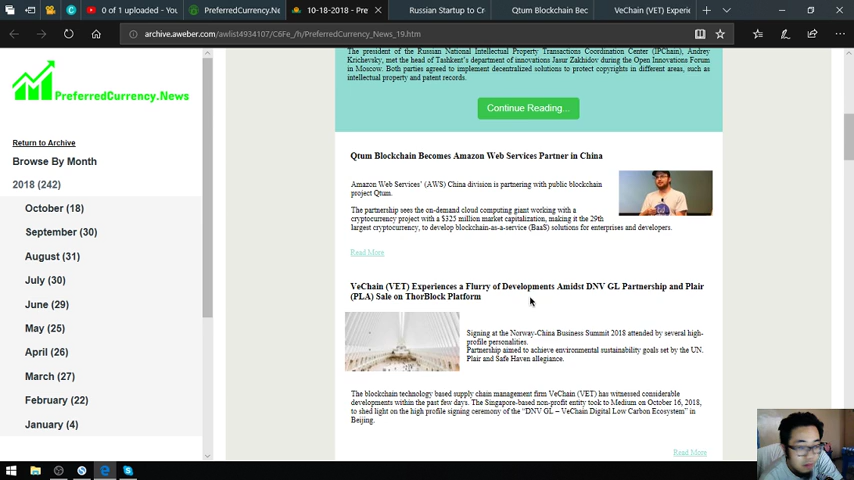 0 of 1 uploaded - You
PreferredCurrency.Ne
10-18-2018 - Pre
Russian Startup to Cr
Qtum Blockchain Bec
VeChain (VET) Experie
archive.aweber.com/awlist4934107/C6Fe_/h/PreferredCurrency_News_19.htm
PreferredCurrency.News
Return to Archive
Browse By Month
2018 (242)
October (18)
September (30)
August (31)
July (30)
June (29)
May (25)
April (26)
March (27)
February (22)
January (4)
The president of the Russian National Intellectual Property Transactions Coordination Center (IPChain), Andrey
Krichevsky, met the head of Tashkent's department of innovations Jasur Zakhidov during the Open Innovations Forum
in Moscow. Both parties agreed to implement decentralized solutions to protect copyrights in different areas, such as
intellectual property and patent records.
Continue Reading...
Qtum Blockchain Becomes Amazon Web Services Partner in China
Amazon Web Services' (AWS) China division is partnering with public blockchain
project Qtum.
The partnership sees the on-demand cloud computing giant working with a
cryptocurrency project with a $325 million market capitalization, making it the 29th
largest cryptocurrency, to develop blockchain-as-a-service (BaaS) solutions for enterprises and developers.
Read More
VeChain (VET) Experiences a Flurry of Developments Amidst DNV GL Partnership and Plair
(PLA) Sale on ThorBlock Platform
Signing at the Norway-China Business Summit 2018 attended by several high-
profile personalities.
Partnership aimed to achieve environmental sustainability goals set by the UN.
Plair and Safe Haven allegiance.
The blockchain technology based supply chain management firm VeChain (VET) has witnessed considerable
developments within the past few days. The Singapore-based non-profit entity took to Medium on October 16, 2018,
to shed light on the high profile signing ceremony of the "DNV GL – VeChain Digital Low Carbon Ecosystem" in
Beijing.
Read More